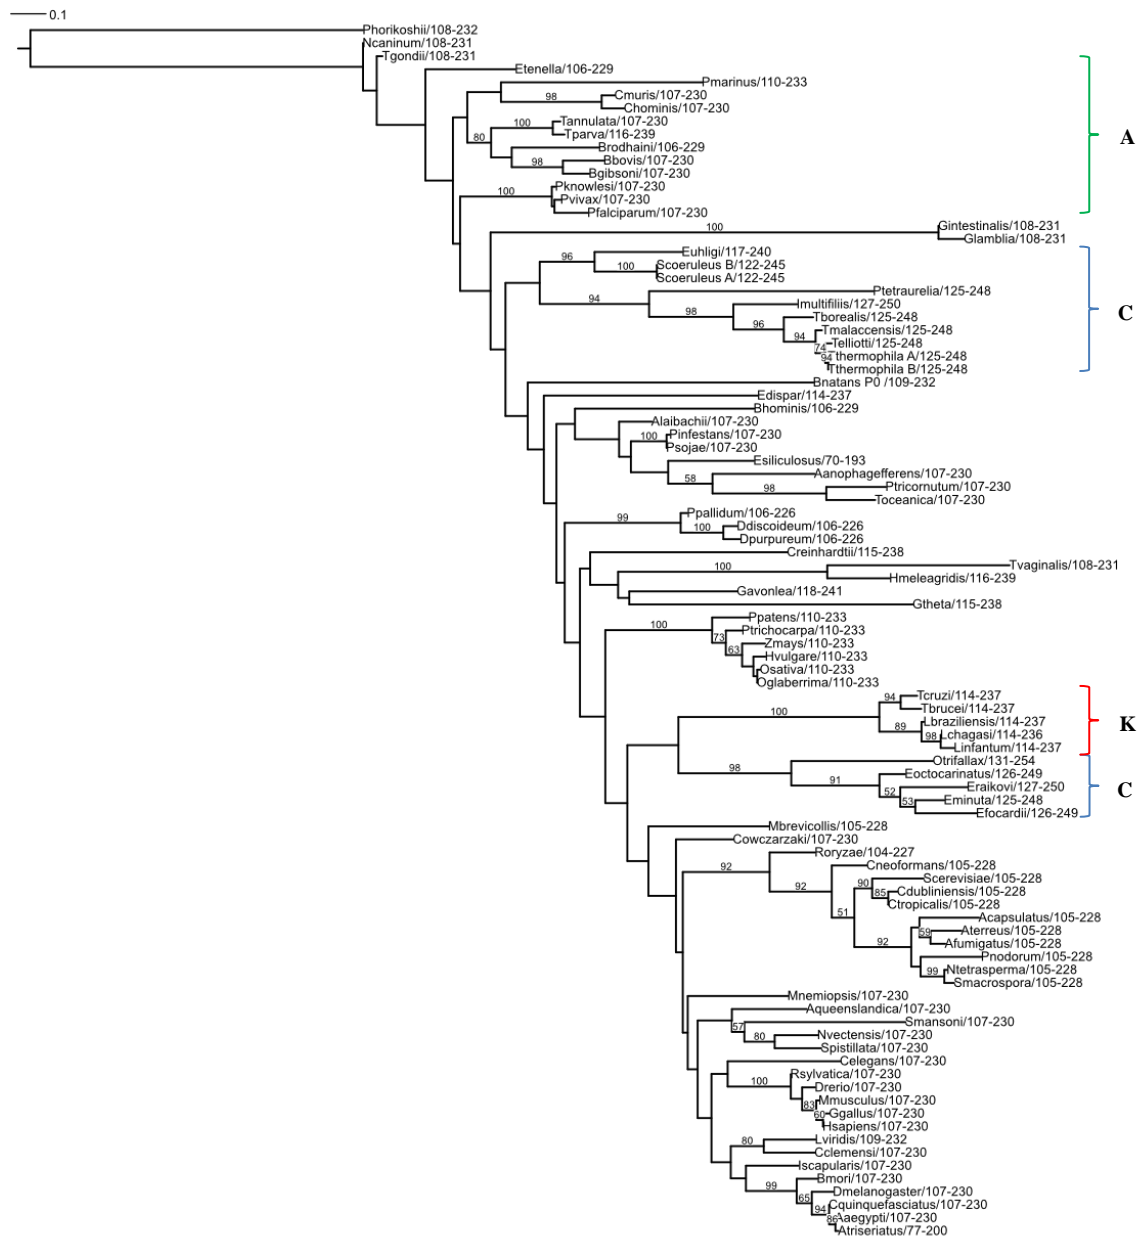 0.1
Phorikoshii/108-232
Ncaninum/108-231
Tgondii/108-231
Etenella/106-229
Pmarinus/110-233
98
Cmuris/107-230
Chominis/107-230
100
Tannulata/107-230
Tparva/116-239
A
80
Brodhaini/106-229
98
Bbovis/107-230
Bgibsoni/107-230
100
Pknowlesi/107-230
Pvivax/107-230
Pfalciparum/107-230
100
Gintestinalis/108-231
Glamblia/108-231
96
Euhligi/117-240
100
Scoeruleus B/122-245
Scoeruleus A/122-245
94
Ptetraurelia/125-248
98
Imultifiliis/127-250
C
96
Tborealis/125-248
94
Tmalaccensis/125-248
74
Telliotti/125-248
94
Tthermophila A/125-248
Tthermophila B/125-248
Bnatans P0 /109-232
Edispar/114-237
Bhominis/106-229
Alaibachii/107-230
100
Pinfestans/107-230
Psojae/107-230
Esiliculosus/70-193
58
Aanophagefferens/107-230
98
Ptricornutum/107-230
Toceanica/107-230
99
Ppallidum/106-226
100
Ddiscoideum/106-226
Dpurpureum/106-226
Creinhardtii/115-238
100
Tvaginalis/108-231
Hmeleagridis/116-239
Gavonlea/118-241
Gtheta/115-238
100
Ppatens/110-233
73
Ptrichocarpa/110-233
63
Zmays/110-233
Hvulgare/110-233
Osativa/110-233
Oglaberrima/110-233
94
Tcruzi/114-237
100
Tbrucei/114-237
89
Lbraziliensis/114-237
K
98
Lchagasi/114-236
Linfantum/114-237
98
Otrifallax/131-254
91
Eoctocarinatus/126-249
52
Eraikovi/127-250
C
53
Eminuta/125-248
Efocardii/126-249
Mbrevicollis/105-228
Cowczarzaki/107-230
92
Roryzae/104-227
92
Cneoformans/105-228
90
Scerevisiae/105-228
85
Cdubliniensis/105-228
Ctropicalis/105-228
51
Acapsulatus/105-228
59
Aterreus/105-228
92
Afumigatus/105-228
Pnodorum/105-228
99
Ntetrasperma/105-228
Smacrospora/105-228
Mnemiopsis/107-230
Aqueenslandica/107-230
57
Smansoni/107-230
80
Nvectensis/107-230
Spistillata/107-230
Celegans/107-230
Rsylvatica/107-230
100
Drerio/107-230
83
Mmusculus/107-230
60
Ggallus/107-230
Hsapiens/107-230
80
Lviridis/109-232
Cclemensi/107-230
Iscapularis/107-230
99
Bmori/107-230
65
Dmelanogaster/107-230
94
Cquinquefasciatus/107-230
86
Aaegypti/107-230
Atriseriatus/77-200